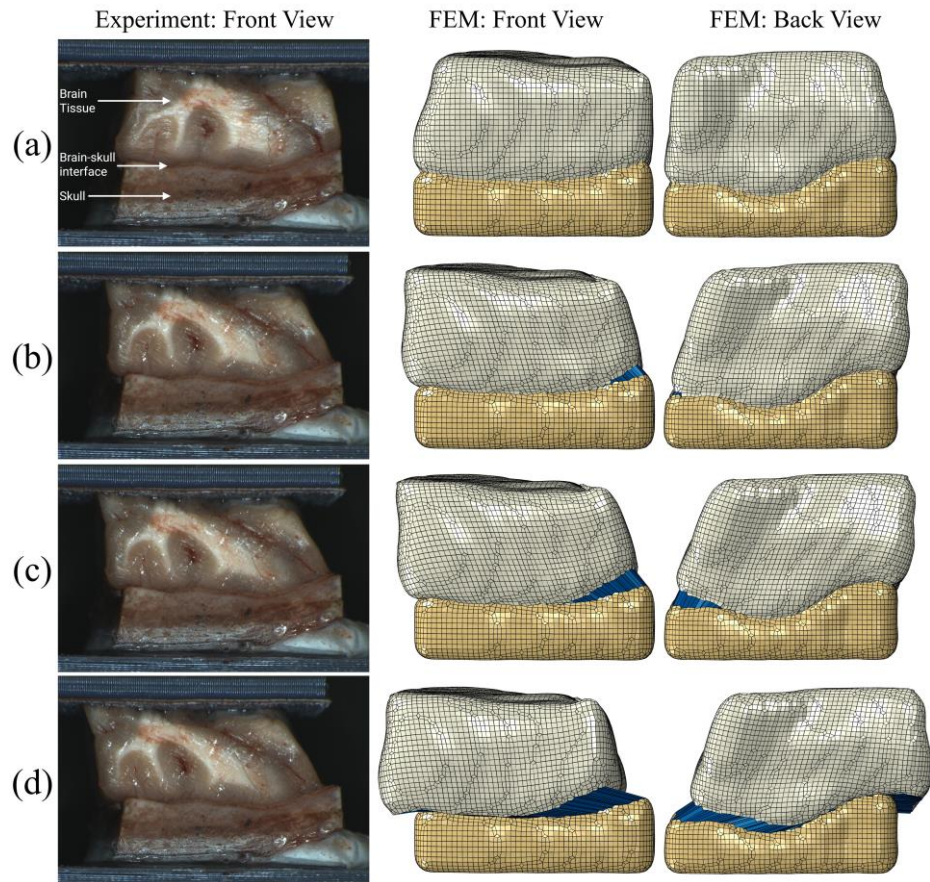 Experiment: Front View
FEM: Front View
FEM: Back View
(a)
Brain
Tissue
Brain-skull
interface
Skull
(b)
(c)
(d)